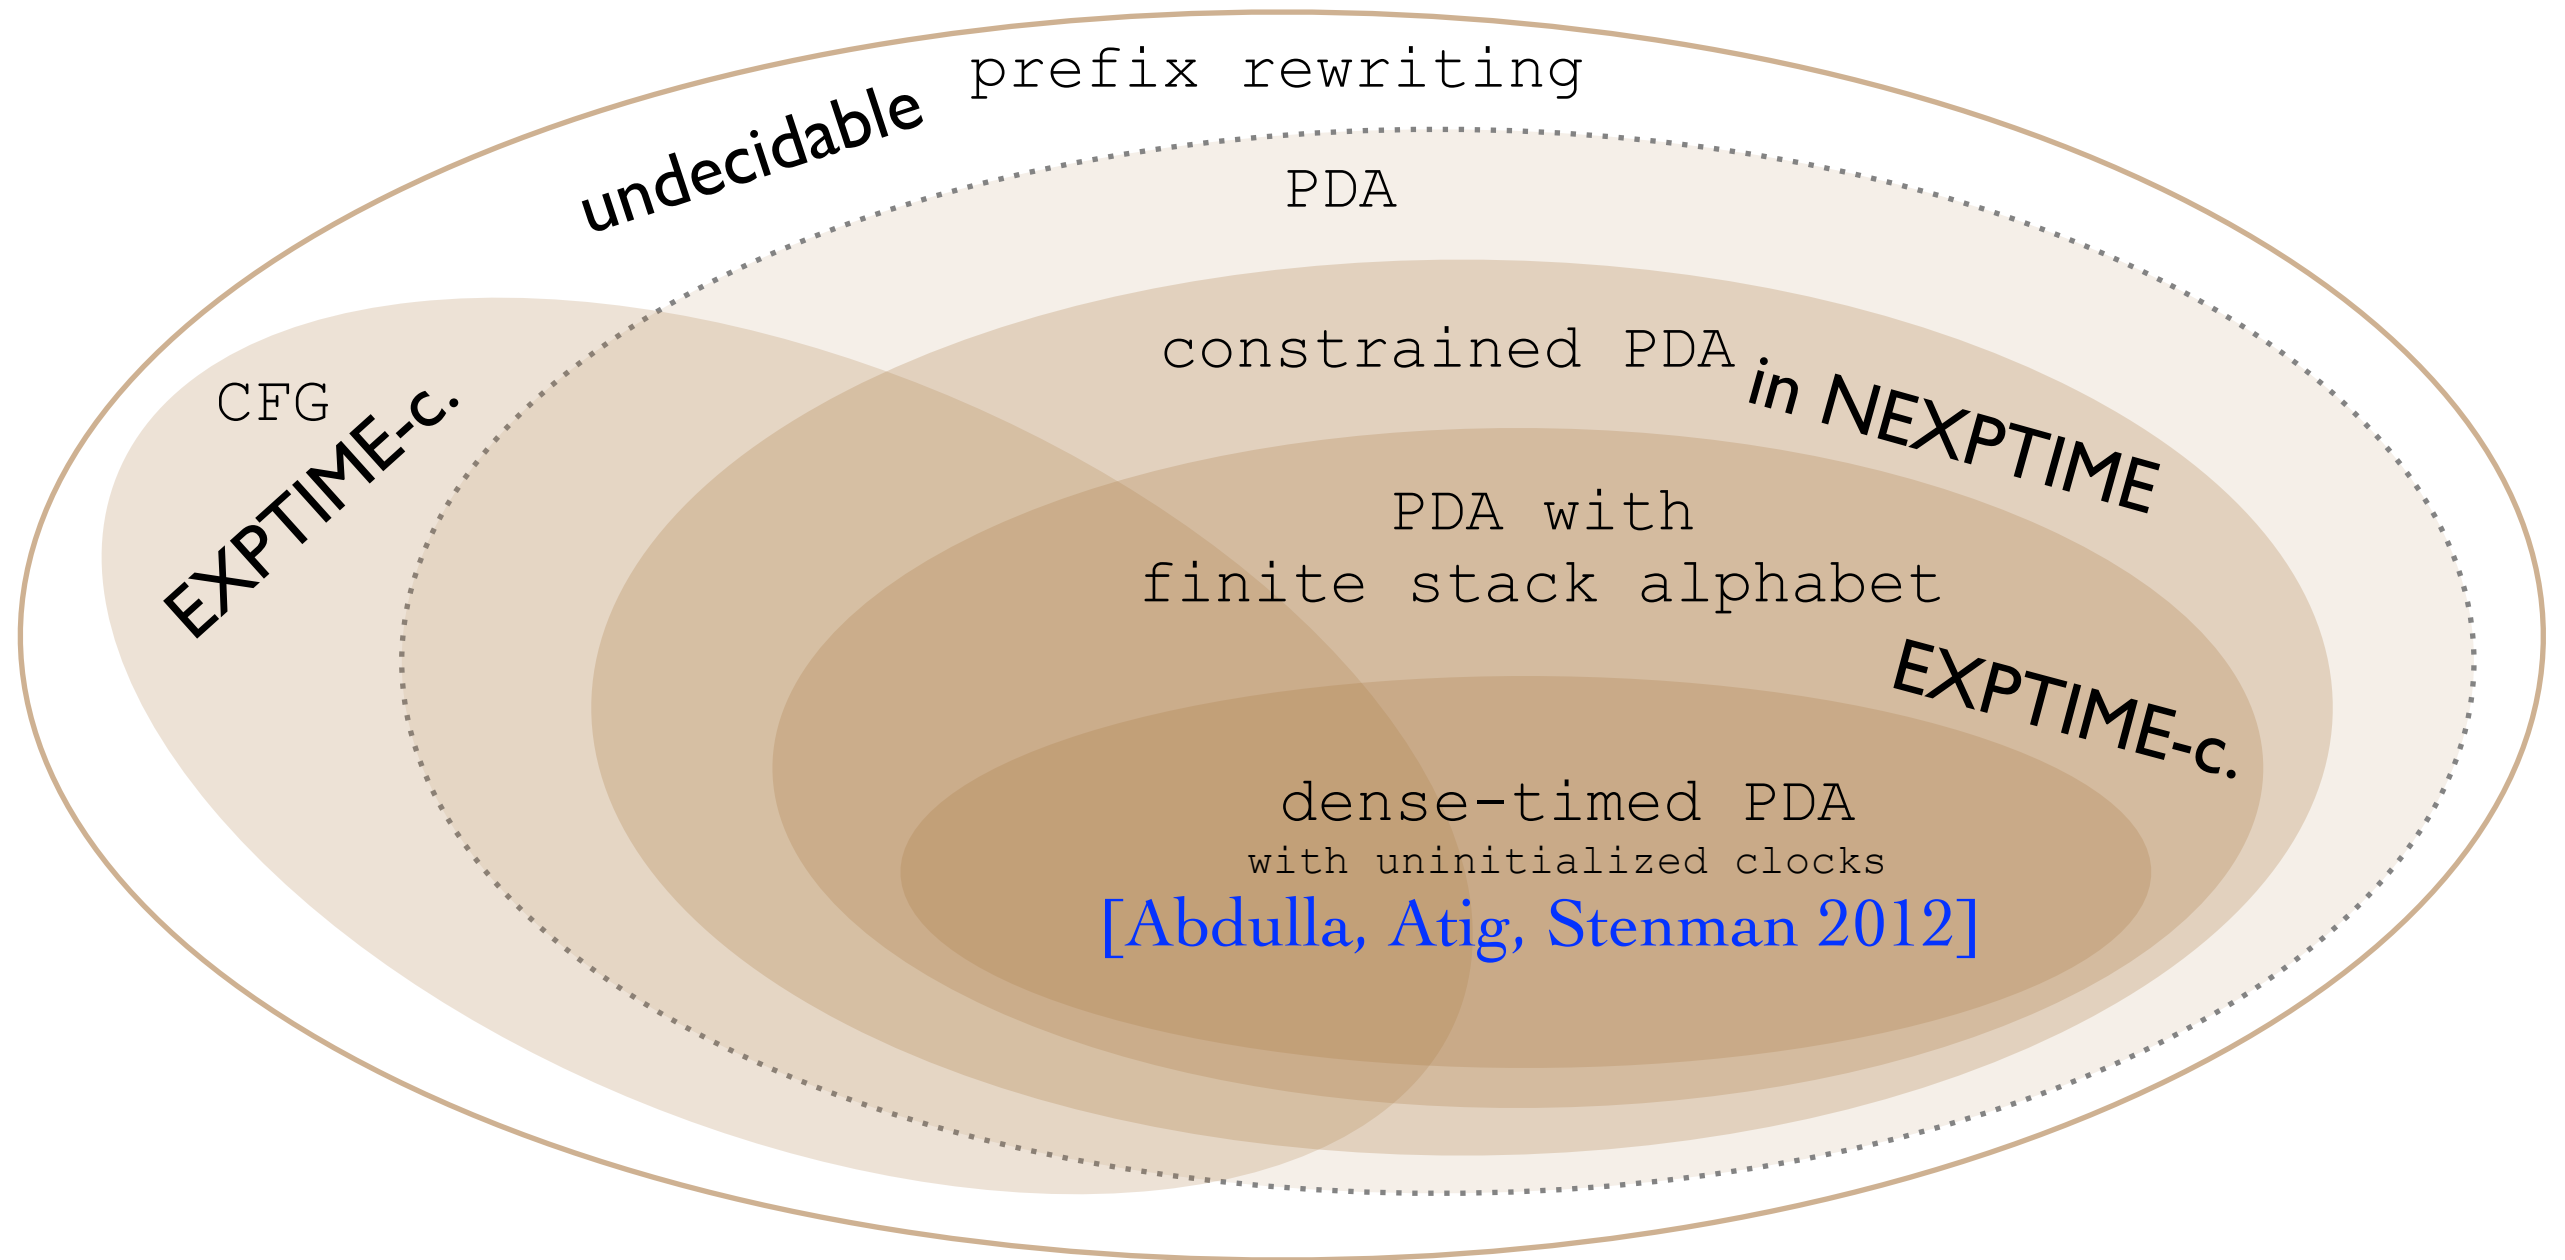 prefix rewriting
undecidable
PDA
constrained PDA
in NEXPTIME
CFG
EXPTIME-c.
PDA with
finite stack alphabet
EXPTIME-c.
dense-timed PDA
with uninitialized clocks
[Abdulla, Atig, Stenman 2012]